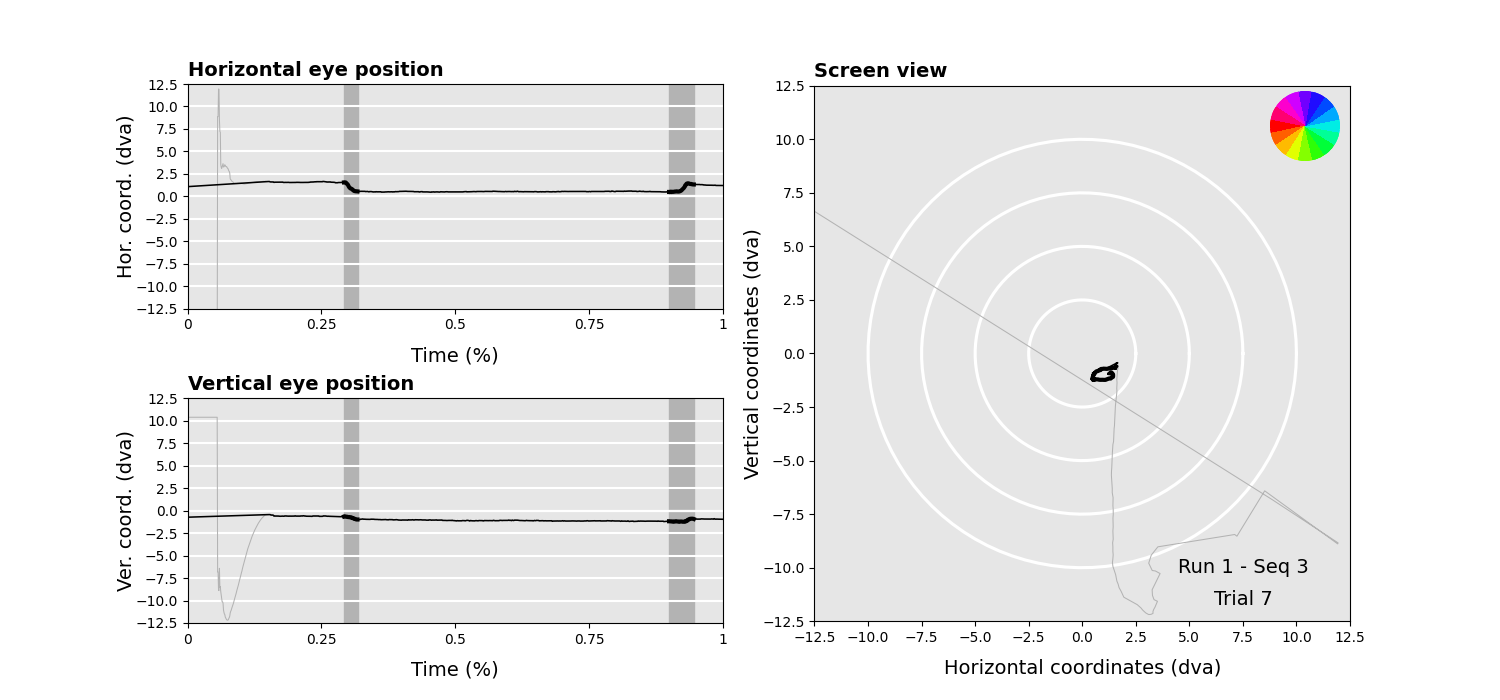 Horizontal eye position
12.5
10.0
7.5
5.0
2.5
0.0
−2.5
−5.0
−7.5
−10.0
−12.5
Hor. coord. (dva)
0 0.25 0.5 0.75 1
Time (%)
Vertical eye position
12.5
10.0
7.5
5.0
2.5
0.0
−2.5
−5.0
−7.5
−10.0
−12.5
Ver. coord. (dva)
0 0.25 0.5 0.75 1
Time (%)
Screen view
12.5
10.0
7.5
5.0
2.5
0.0
−2.5
−5.0
−7.5
−10.0
−12.5
Vertical coordinates (dva)
Run 1 - Seq 3
Trial 7
−12.5 −10.0 −7.5 −5.0 −2.5 0.0 2.5 5.0 7.5 10.0 12.5
Horizontal coordinates (dva)